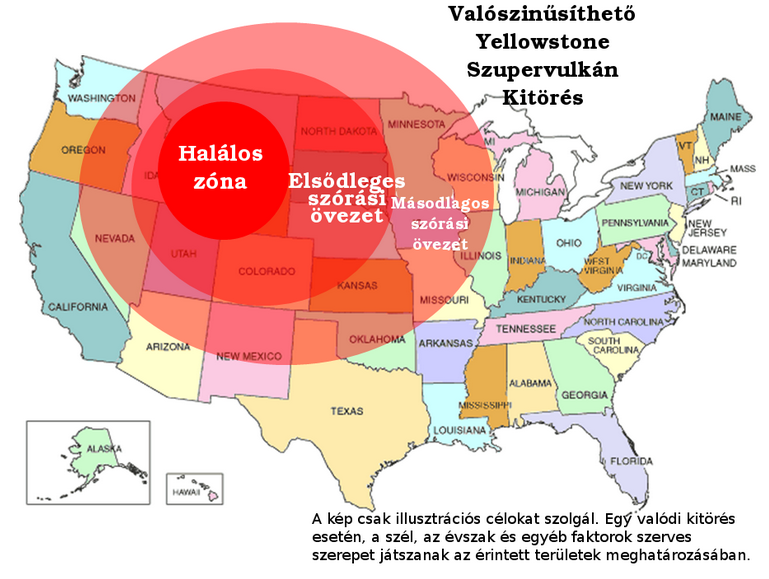 Valószinűsíthető
Yellowstone
Szupervulkán
Kitörés
WASHINGTON
OREGON
CALIFORNIA
NEVADA
IDA
UTAH
ARIZONA
COLORADO
NEW MEXICO
NORTH DAKOTA
KANSAS
OKLAHOMA
TEXAS
MINNESOTA
WISCONSIN
MISSOURI
ARKANSAS
LOUISIANA
ILLINOIS
MI
MICHIGAN
INDIANA
OHIO
KENTUCKY
TENNESSEE
MISSISSIPPI
ALABAMA
GEORGIA
FLORIDA
SOUTH
CAROLINA
NORTH CAROLINA
VIRGINIA
WEST
VIRGINIA
DC
PENNSYLVANIA
NEW YORK
VT
NH
MAINE
MASS
CT
RI
NEW
JERSEY
DELAWARE
MARYLAND
ALASKA
HAWAII
Halálos
zóna
Elsődleges
szórási
övezet
Másodlagos
szórási
övezet
A kép csak illusztrációs célokat szolgál. Egy valódi kitörés
esetén, a szél, az évszak és egyéb faktorok szerves
szerepet játszanak az érintett területek meghatározásában.